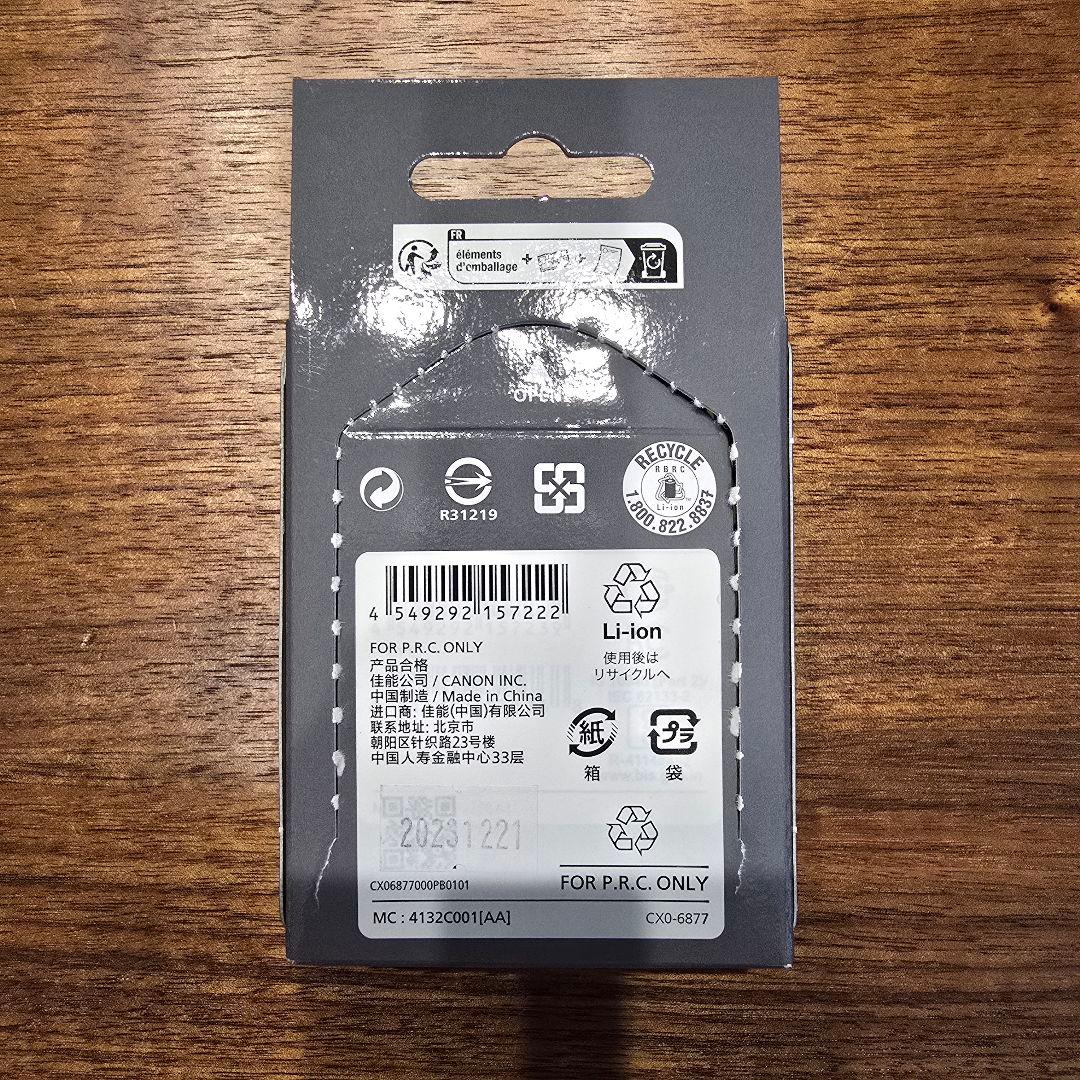 FR
éléments
d'emballage
OPEN
R31219
RECYCLE
RBRC
Li-ion
1.800.822.8837
4 549292 157222
Li-ion
使用後は
リサイクルへ
FOR P.R.C. ONLY
产品合格
佳能公司 / CANON INC.
中国制造 / Made in China
进口商: 佳能(中国)有限公司
联系地址: 北京市
朝阳区针织路23号楼
中国人寿金融中心33层
紙
箱
プラ
袋
20231221
CX06877000PB0101
FOR P.R.C. ONLY
MC : 4132C001[AA]
CX0-6877